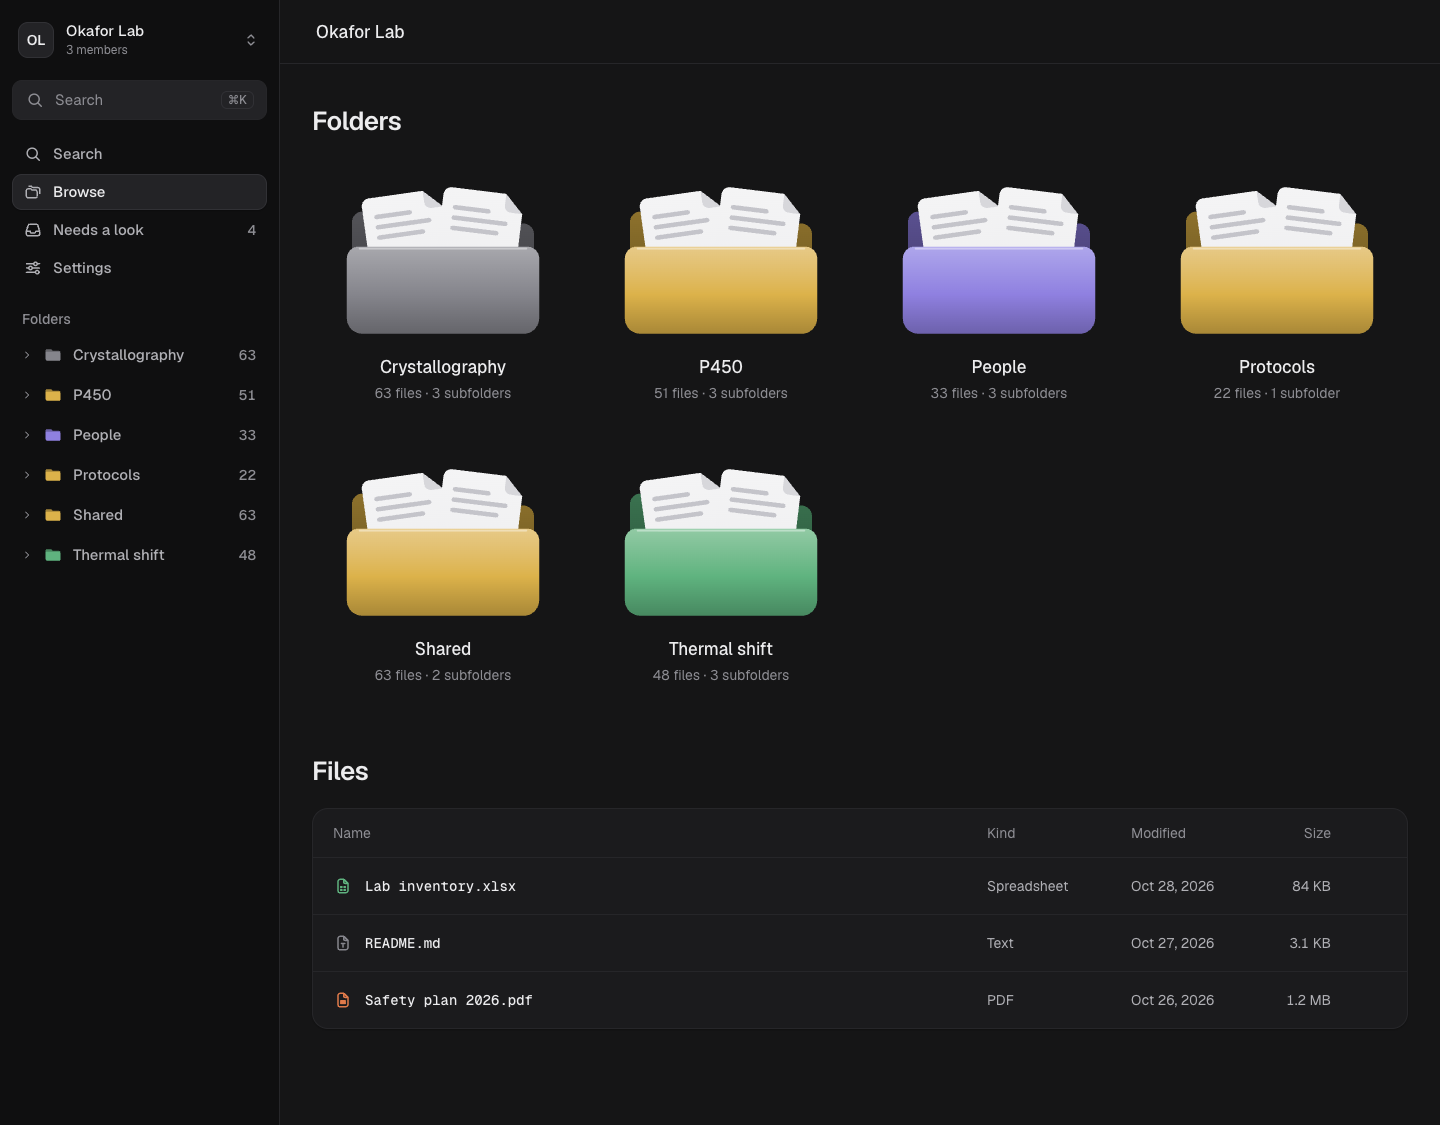 OL
Okafor Lab
3 members
Search
⌘K
Search
Browse
Needs a look 4
Settings
Folders
Crystallography 63
P450 51
People 33
Protocols 22
Shared 63
Thermal shift 48
Okafor Lab
Folders
Crystallography
63 files · 3 subfolders
P450
51 files · 3 subfolders
People
33 files · 3 subfolders
Protocols
22 files · 1 subfolder
Shared
63 files · 2 subfolders
Thermal shift
48 files · 3 subfolders
Files
Name Kind Modified Size
Lab inventory.xlsx Spreadsheet Oct 28, 2026 84 KB
README.md Text Oct 27, 2026 3.1 KB
Safety plan 2026.pdf PDF Oct 26, 2026 1.2 MB